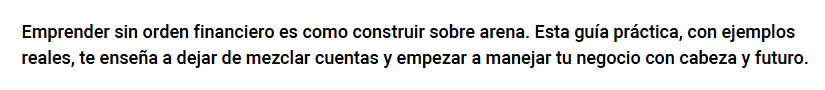 Emprender sin orden financiero es como construir sobre arena. Esta guía práctica, con ejemplos
reales, te enseña a dejar de mezclar cuentas y empezar a manejar tu negocio con cabeza y futuro.